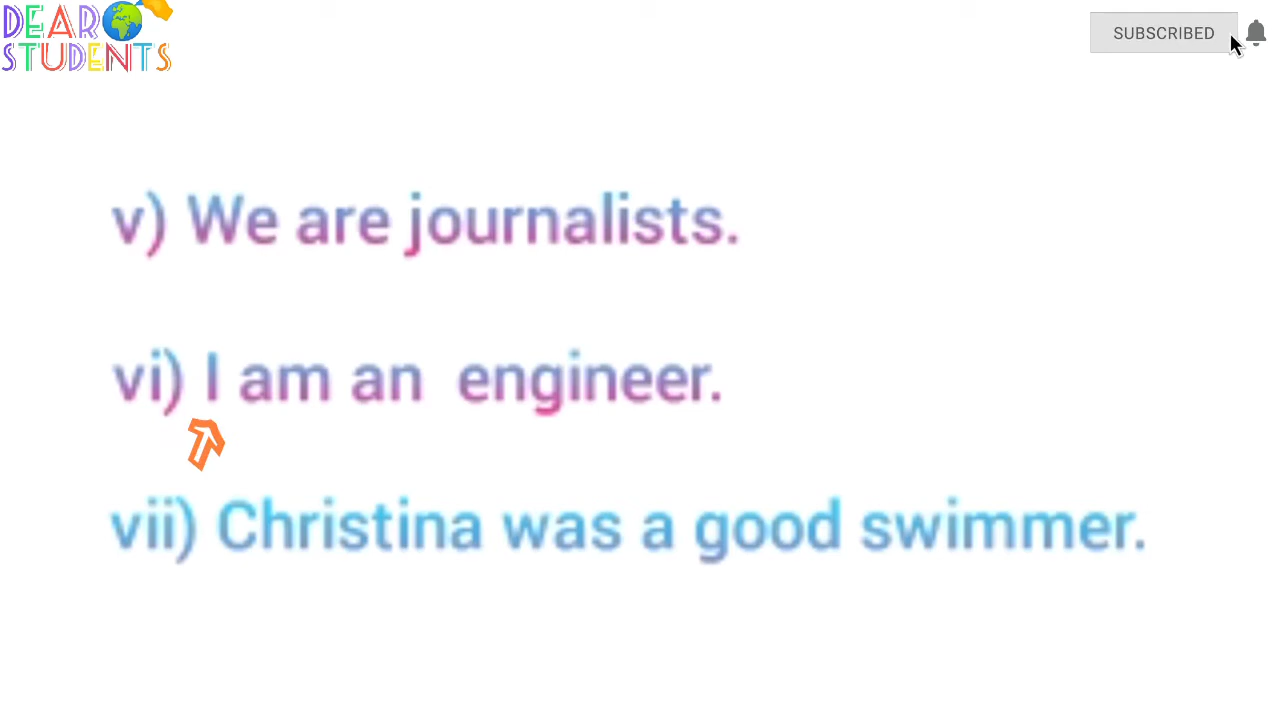 DEAR
STUDENTS
SUBSCRIBED
v) We are journalists.
vi) I am an engineer.
vii) Christina was a good swimmer.